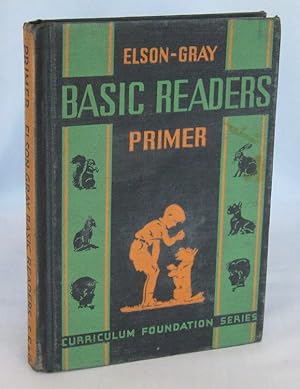 ELSON-GRAY
BASIC READERS
PRIMER
CURRICULUM FOUNDATION SERIES
PRIMER ELSON-GRAY BASIC READERS